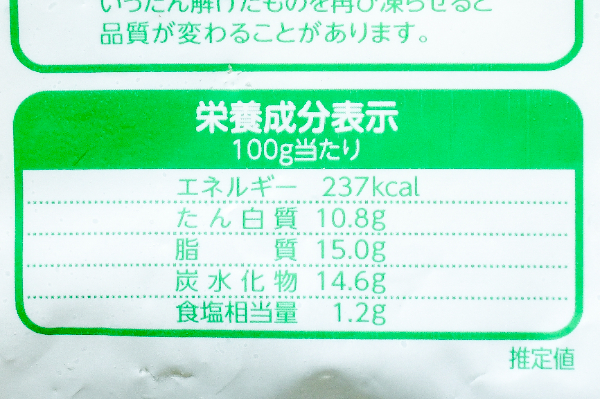 いったん解けたものを再び凍らせると
品質が変わることがあります。
栄養成分表示
100g当たり
エネルギー 237kcal
たん白質 10.8g
脂質 15.0g
炭水化物 14.6g
食塩相当量 1.2g
推定値